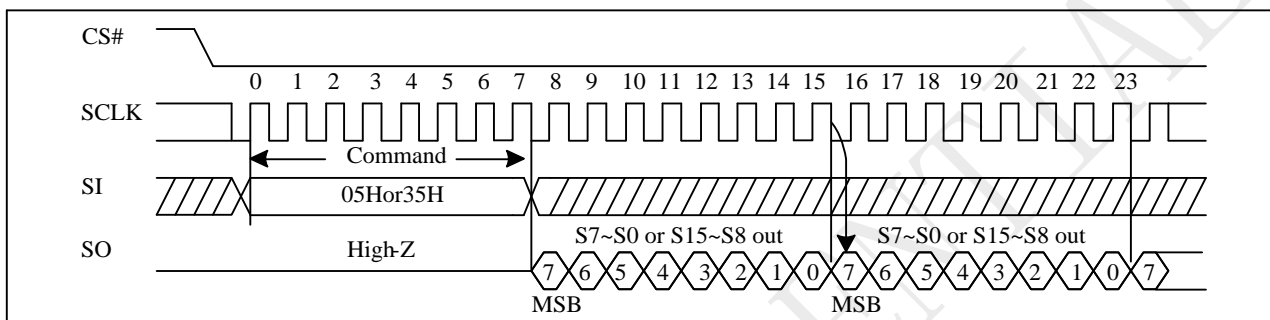 CS#
0 1 2 3 4 5 6 7 8 9 10 11 12 13 14 15 16 17 18 19 20 21 22 23
SCLK
Command
SI
05Hor35H
S7~S0 or S15~S8 out S7~S0 or S15~S8 out
SO
High-Z
7 6 5 4 3 2 1 0 7 6 5 4 3 2 1 0 7
MSB MSB